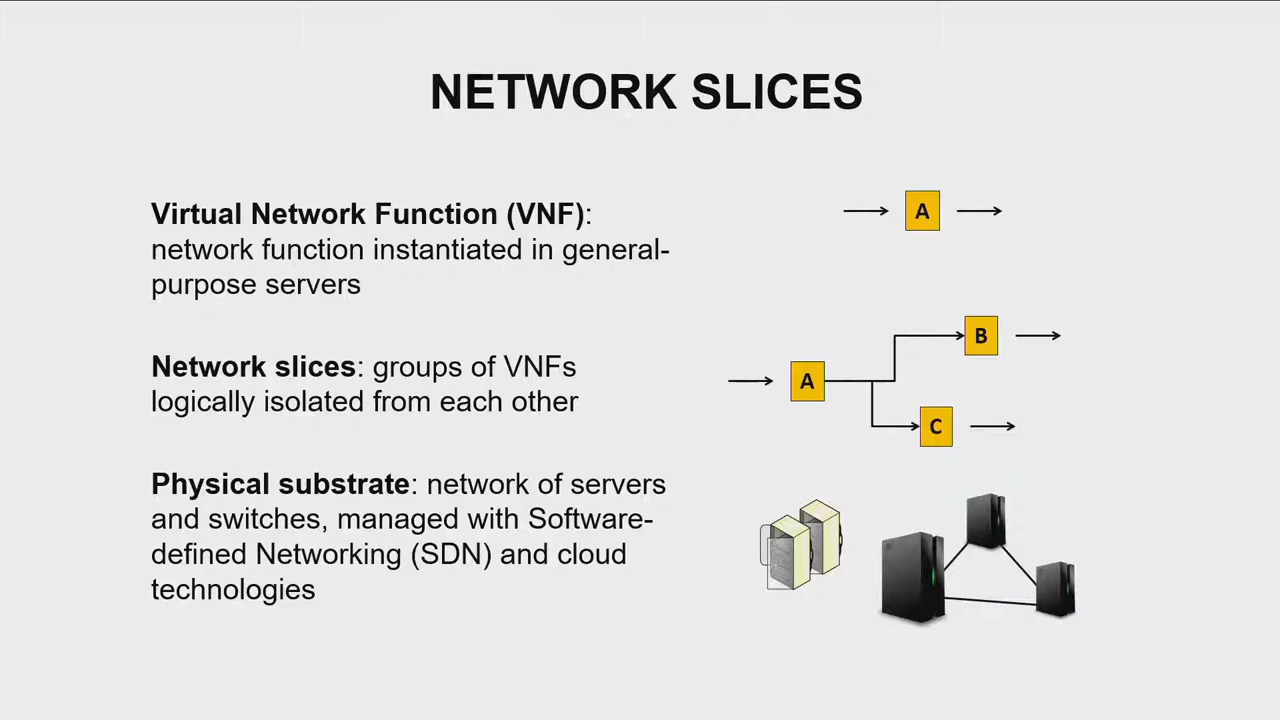 NETWORK SLICES
Virtual Network Function (VNF):
network function instantiated in general-
purpose servers
A
Network slices: groups of VNFs
logically isolated from each other
A
B
C
Physical substrate: network of servers
and switches, managed with Software-
defined Networking (SDN) and cloud
technologies